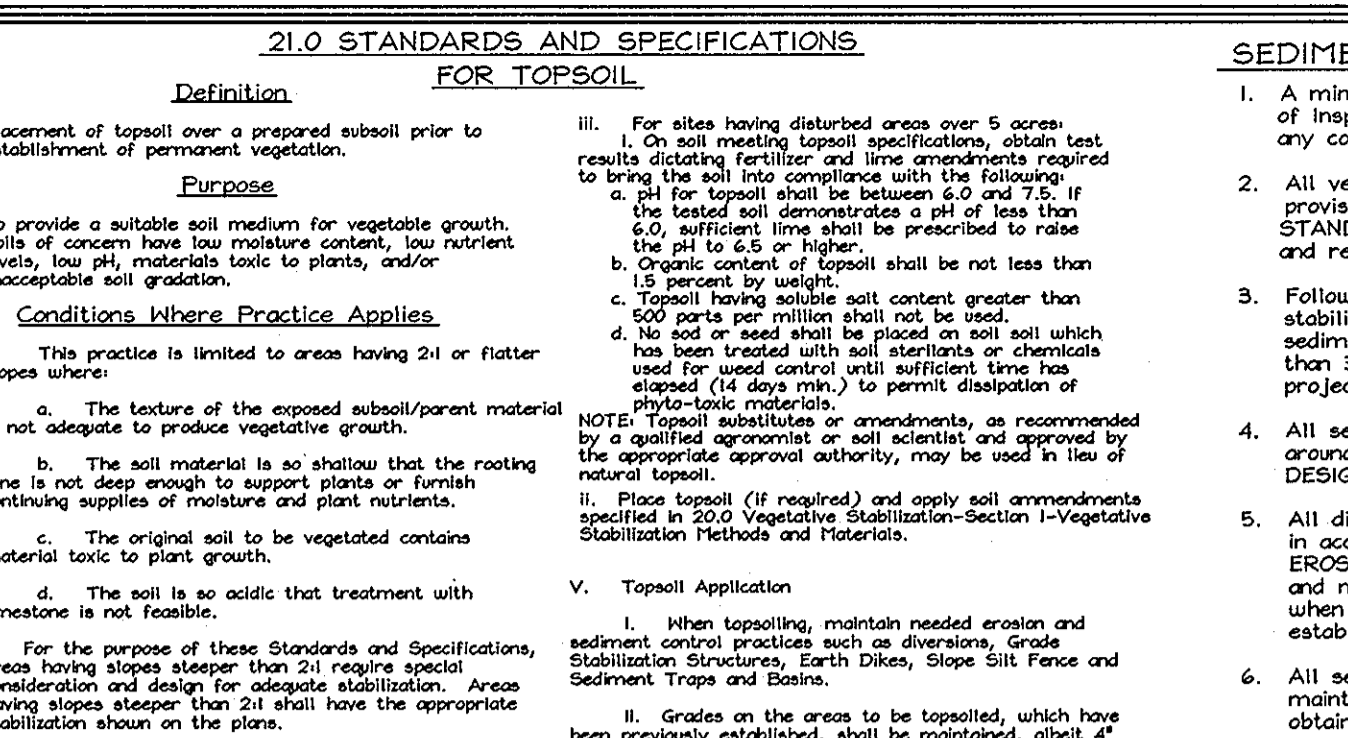 21.0 STANDARDS AND SPECIFICATIONS
FOR TOPSOIL
Definition
acement of topsoil over a prepared subsoil prior to
stablishment of permanent vegetation.
Purpose
o provide a suitable soil medium for vegetable growth.
oils of concern have low moisture content, low nutrient
vels, low pH, materials toxic to plants, and/or
acceptable soil gradation.
Conditions Where Practice Applies
This practice is limited to areas having 2:1 or flatter
opes where:
a. The texture of the exposed subsoil/parent material
not adequate to produce vegetative growth.
b. The soil material is so shallow that the rooting
ne is not deep enough to support plants or furnish
ntinuing supplies of moisture and plant nutrients.
c. The original soil to be vegetated contains
aterial toxic to plant growth.
d. The soil is so acidic that treatment with
mestone is not feasible.
For the purpose of these Standards and Specifications,
reas having slopes steeper than 2:1 require special
nsideration and design for adequate stabilization. Areas
aving slopes steeper than 2:1 shall have the appropriate
abilization shown on the plans.
iii. For sites having disturbed areas over 5 acres:
i. On soil meeting topsoil specifications, obtain test
results dictating fertilizer and lime amendments required
to bring the soil into compliance with the following:
a. pH for topsoil shall be between 6.0 and 7.5. If
the tested soil demonstrates a pH of less than
6.0, sufficient lime shall be prescribed to raise
the pH to 6.5 or higher.
b. Organic content of topsoil shall be not less than
1.5 percent by weight.
c. Topsoil having soluble salt content greater than
500 parts per million shall not be used.
d. No sod or seed shall be placed on soil soil which
has been treated with soil sterilants or chemicals
used for weed control until sufficient time has
elapsed (14 days min.) to permit dissipation of
phyto-toxic materials.
NOTE: Topsoil substitutes or amendments, as recommended
by a qualified agronomist or soil scientist and approved by
the appropriate approval authority, may be used in lieu of
natural topsoil.
ii. Place topsoil (if required) and apply soil ammendments
specified in 20.0 Vegetative Stabilization-Section I-Vegetative
Stabilization Methods and Materials.
V. Topsoil Application
I. When topsoiling, maintain needed erosion and
sediment control practices such as diversions, Grade
Stabilization Structures, Earth Dikes, Slope Silt Fence and
Sediment Traps and Basins.
II. Grades on the areas to be topsoiled, which have
been previously established, shall be maintained, albeit 4"
SEDIME
1. A min
of Insp
any co
2. All ve
provis
STAND
and re
3. Follow
stabili
sedim
than 3
projec
4. All se
around
DESIG
5. All di
in acc
EROS
and n
when
estab
6. All se
maint
obtain